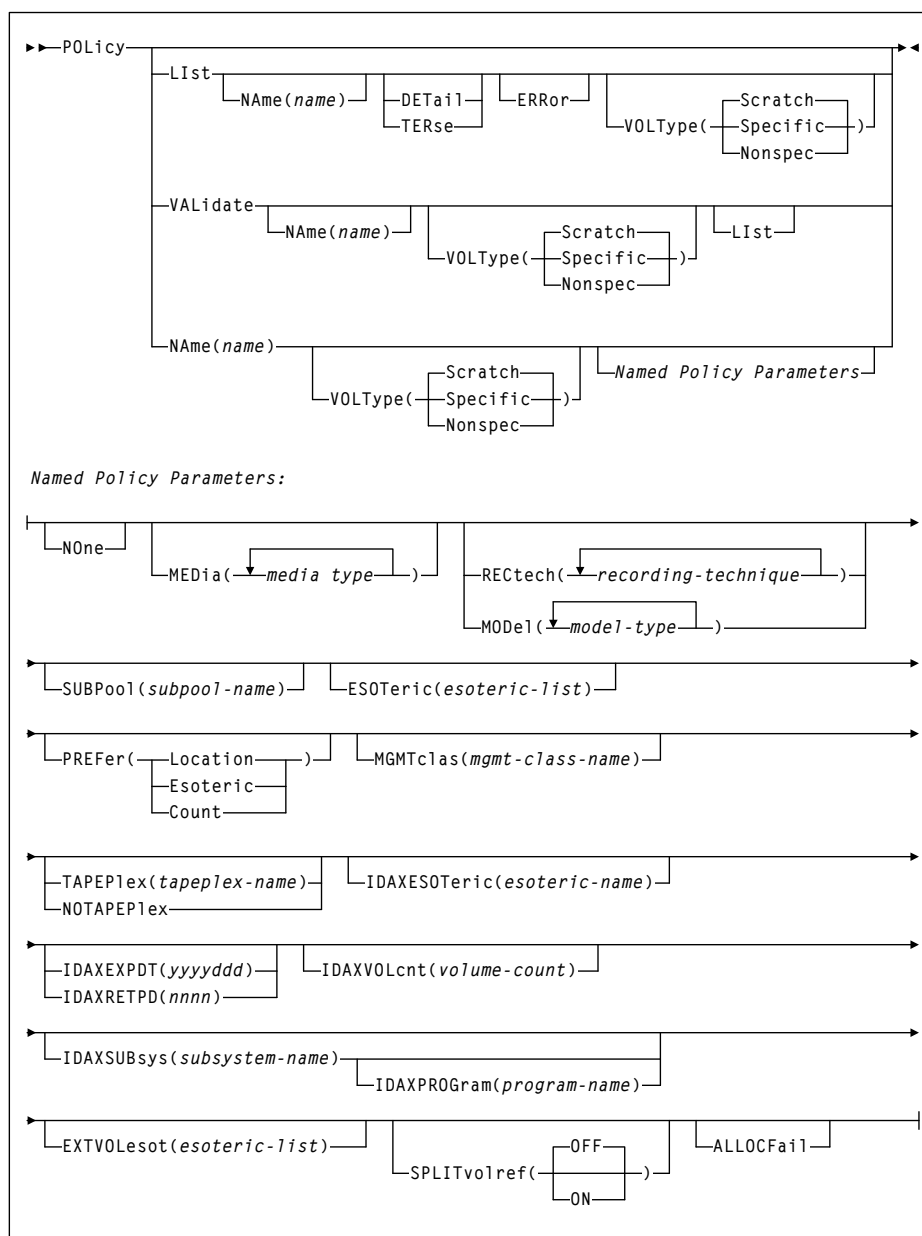 POLicy
LIst
NAme(name) DETail ERRor Scratch
TERse VOLType( Specific )
Nonspec
VALidate
NAme(name) Scratch LIst
VOLType( Specific )
Nonspec
NAme(name)
Scratch Named Policy Parameters
VOLType( Specific )
Nonspec
Named Policy Parameters:
NOne
MEDia( media type ) RECtech( recording-technique )
MODel( model-type )
SUBPool(subpool-name) ESOTeric(esoteric-list)
PREFer( Location ) MGMTclas(mgmt-class-name)
Esoteric
Count
TAPEPlex(tapeplex-name) IDAXESOTeric(esoteric-name)
NOTAPEPlex
IDAXEXPDT(yyyyddd) IDAXVOLcnt(volume-count)
IDAXRETPD(nnnn)
IDAXSUBsys(subsystem-name)
IDAXPROGram(program-name)
EXTVOLesot(esoteric-list) OFF ALLOCFail
SPLITvolref( )
ON